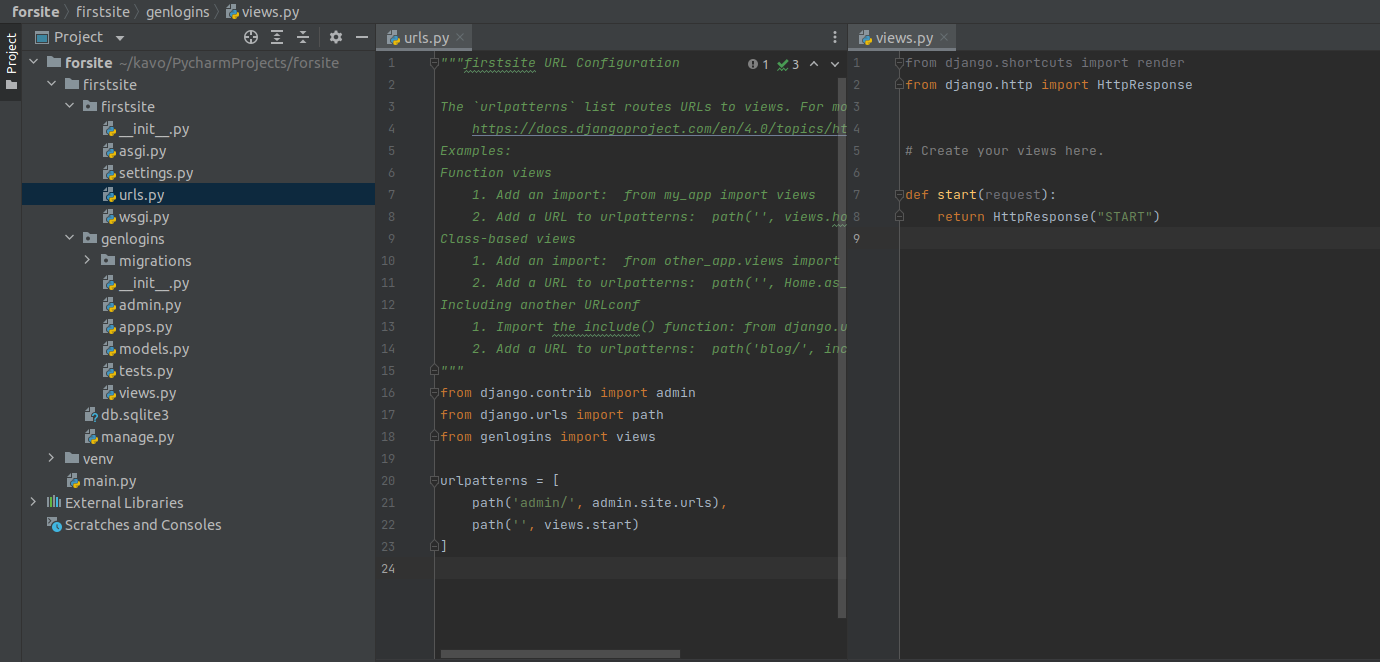 forsite firstsite genlogins views.py
Project
Project
forsite ~/kavo/PycharmProjects/forsite
firstsite
firstsite
__init__.py
asgi.py
settings.py
urls.py
wsgi.py
genlogins
migrations
__init__.py
admin.py
apps.py
models.py
tests.py
views.py
db.sqlite3
manage.py
venv
main.py
External Libraries
Scratches and Consoles
urls.py
1 3
1 """firstsite URL Configuration
2
3 The `urlpatterns` list routes URLs to views. For mo
4 https://docs.djangoproject.com/en/4.0/topics/ht
5 Examples:
6 Function views
7 1. Add an import:  from my_app import views
8 2. Add a URL to urlpatterns:  path('', views.ho
9 Class-based views
10 1. Add an import:  from other_app.views import
11 2. Add a URL to urlpatterns:  path('', Home.as_
12 Including another URLconf
13 1. Import the include() function: from django.u
14 2. Add a URL to urlpatterns:  path('blog/', inc
15 """
16 from django.contrib import admin
17 from django.urls import path
18 from genlogins import views
19
20 urlpatterns = [
21 path('admin/', admin.site.urls),
22 path('', views.start)
23 ]
24
views.py
1 from django.shortcuts import render
2 from django.http import HttpResponse
3
4
5 # Create your views here.
6
7 def start(request):
8 return HttpResponse("START")
9